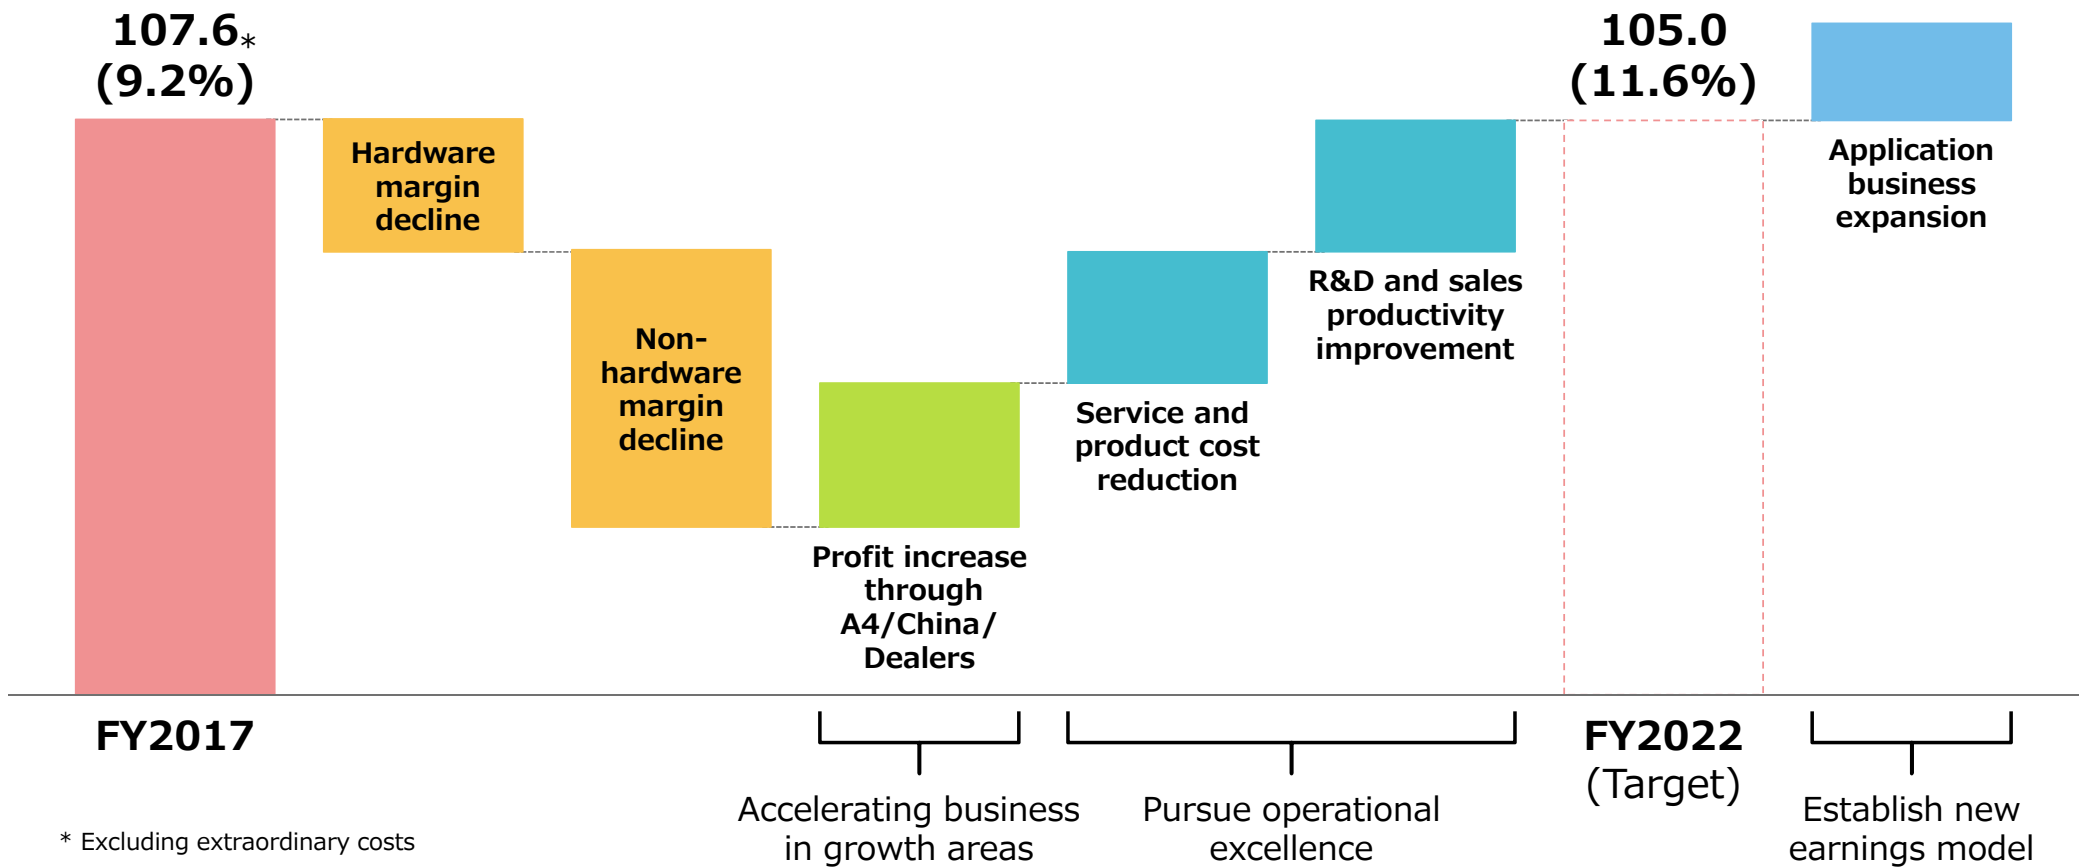 107.6*
(9.2%)
Hardware
margin
decline
Non-
hardware
margin
decline
Profit increase
through
A4/China/
Dealers
Service and
product cost
reduction
R&D and sales
productivity
improvement
105.0
(11.6%)
Application
business
expansion
FY2017
FY2022
(Target)
Accelerating business
in growth areas
Pursue operational
excellence
Establish new
earnings model
* Excluding extraordinary costs